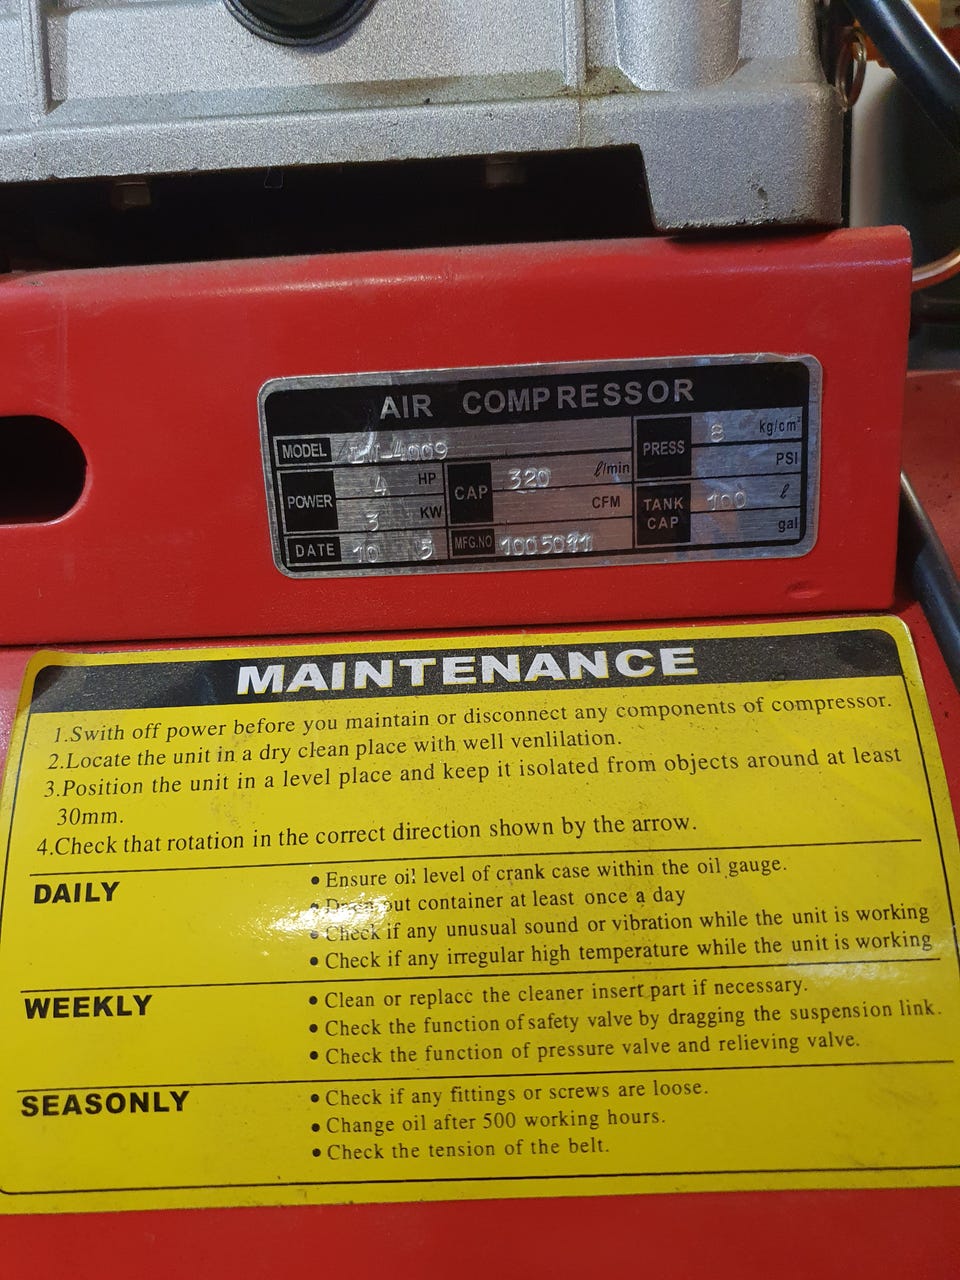 AIR COMPRESSOR
MODEL
POWER 4 HP
3 KW
CAP 320 ℓ/min
CFM
PRESS 8 kg/cm²
PSI
TANK CAP 100 ℓ
gal
DATE 10 5
MFG.NO
MAINTENANCE
1.Swith off power before you maintain or disconnect any components of compressor.
2.Locate the unit in a dry clean place with well venlilation.
3.Position the unit in a level place and keep it isolated from objects around at least
30mm.
4.Check that rotation in the correct direction shown by the arrow.
DAILY
● Ensure oil level of crank case within the oil gauge.
● out container at least once a day
● Check if any unusual sound or vibration while the unit is working
● Check if any irregular high temperature while the unit is working
WEEKLY
● Clean or replacc the cleaner insert part if necessary.
● Check the function of safety valve by dragging the suspension link.
● Check the function of pressure valve and relieving valve.
SEASONLY
● Check if any fittings or screws are loose.
● Change oil after 500 working hours.
● Check the tension of the belt.